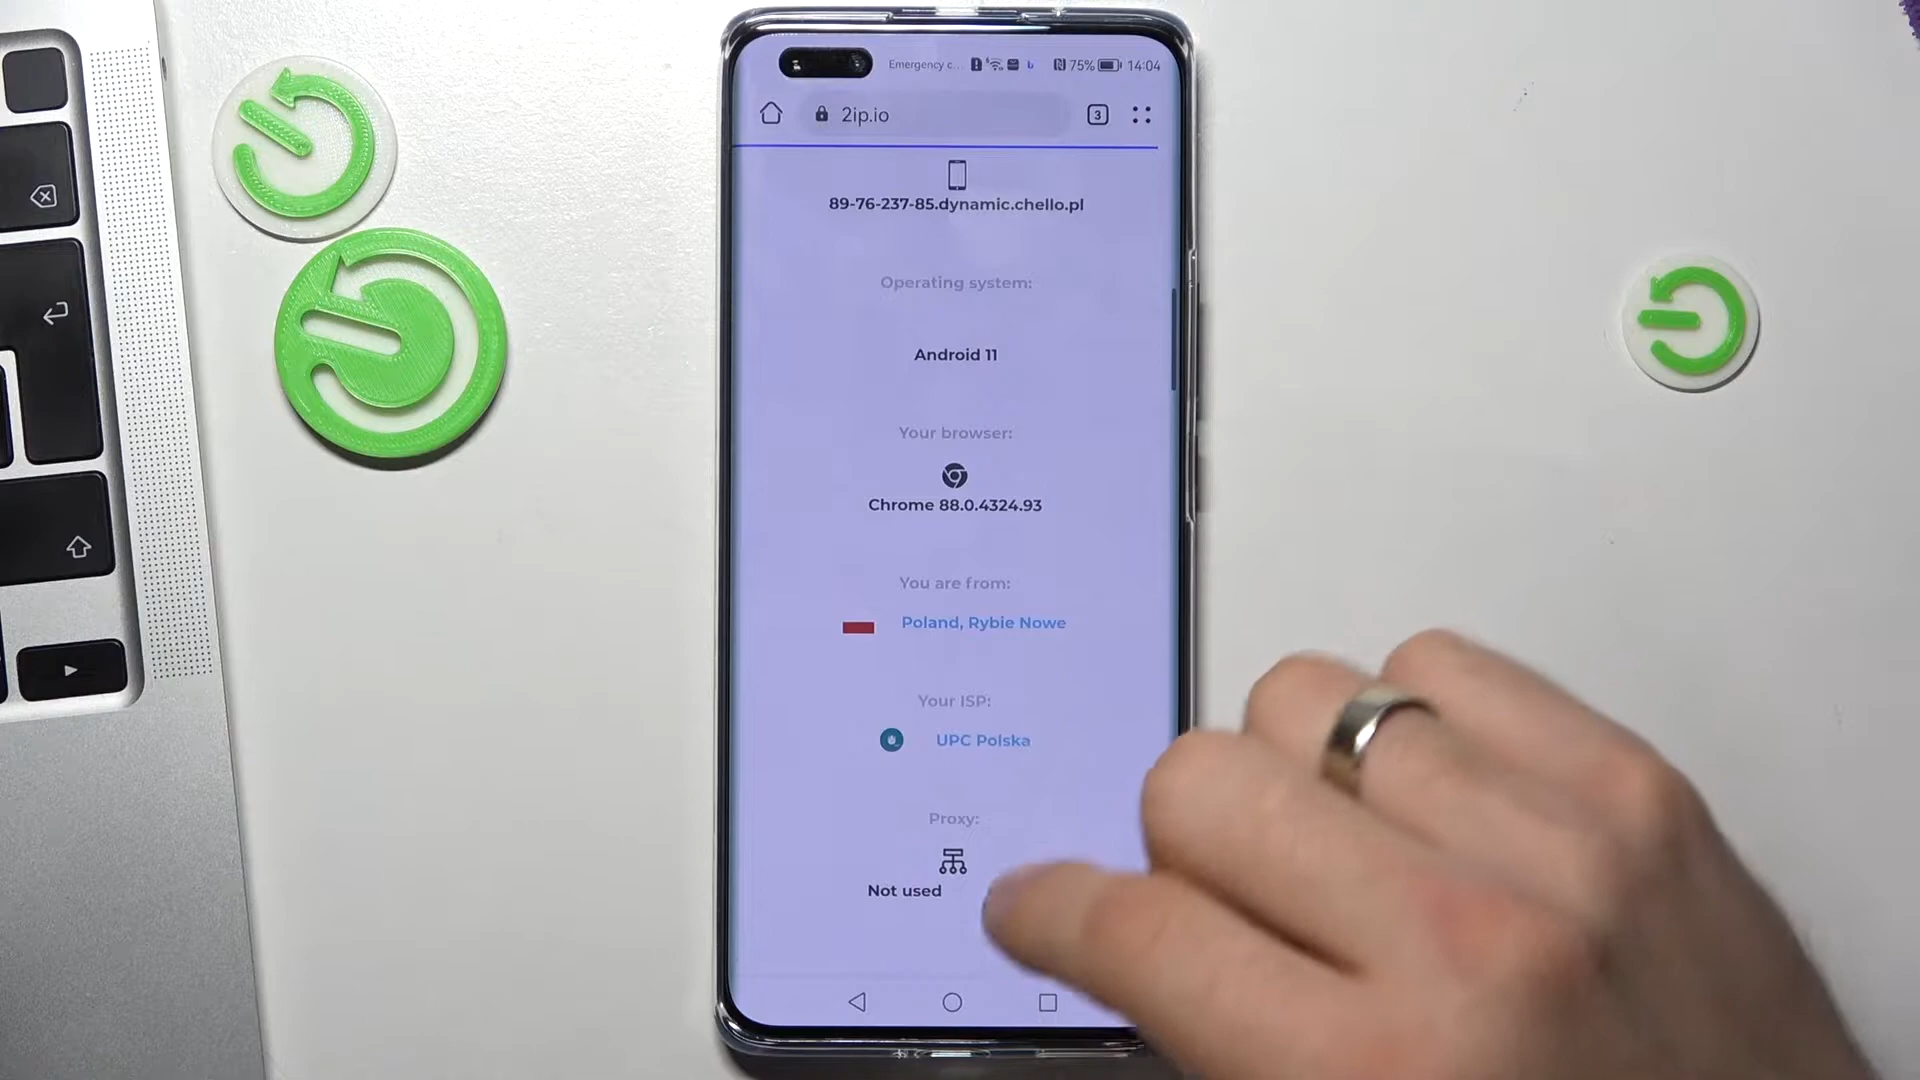 Emergency c... 75% 14:04
2ip.io 3
89-76-237-85.dynamic.chello.pl
Operating system:
Android 11
Your browser:
Chrome 88.0.4324.93
You are from:
Poland, Rybie Nowe
Your ISP:
UPC Polska
Proxy:
Not used